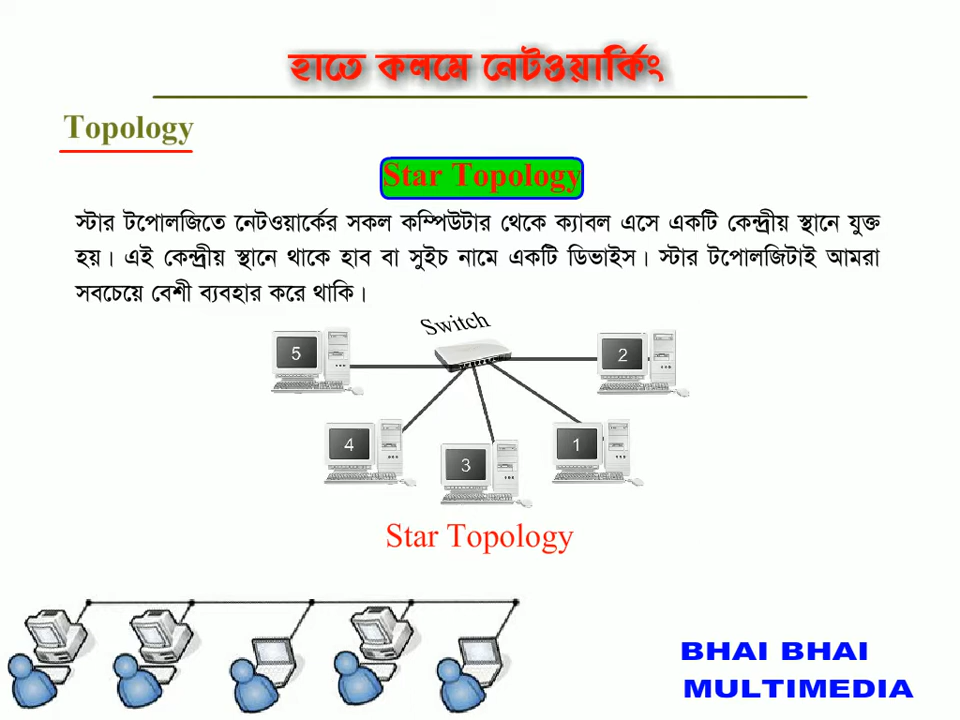 হাতে কলমে নেটওয়ার্কিং
Topology
Star Topology
স্টার টপোলজিতে নেটওয়ার্কের সকল কম্পিউটার থেকে ক্যাবল এসে একটি কেন্দ্রীয় স্থানে যুক্ত
হয়। এই কেন্দ্রীয় স্থানে থাকে হাব বা সুইচ নামে একটি ডিভাইস। স্টার টপোলজিটাই আমরা
সবচেয়ে বেশী ব্যবহার করে থাকি।
Switch
5
2
4
3
1
Star Topology
BHAI BHAI
MULTIMEDIA